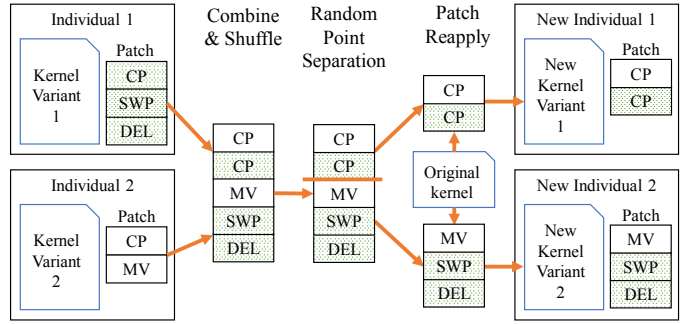 Individual 1
Kernel
Variant
1
Patch
CP
SWP
DEL
Individual 2
Kernel
Variant
2
Patch
CP
MV
Combine
& Shuffle
CP
CP
MV
SWP
DEL
Random
Point
Separation
CP
CP
MV
SWP
DEL
Patch
Reapply
CP
CP
Original
kernel
MV
SWP
DEL
New Individual 1
New
Kernel
Variant
1
Patch
CP
CP
New Individual 2
New
Kernel
Variant
2
Patch
MV
SWP
DEL